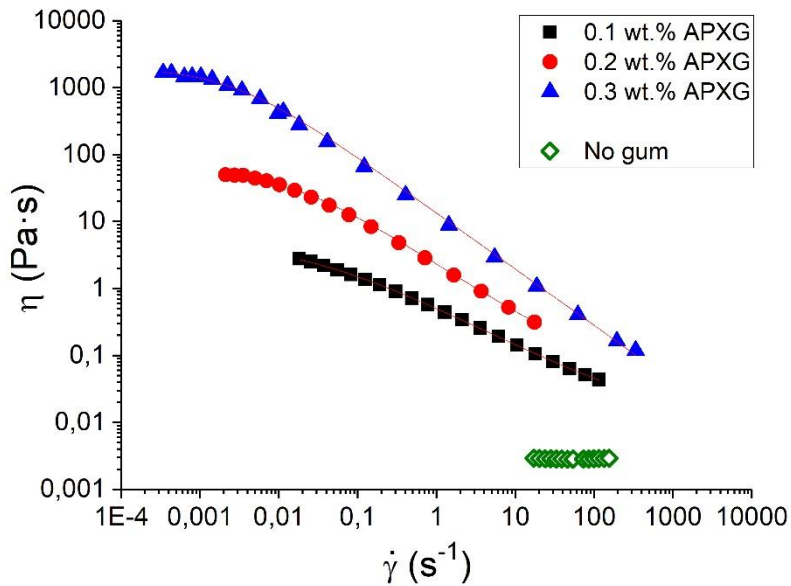 η (Pa·s)
10000
1000
100
10
1
0,1
0,01
0,001
1E-4 0,001 0,01 0,1 1 10 100 1000 10000
γ̇ (s⁻¹)
0.1 wt.% APXG
0.2 wt.% APXG
0.3 wt.% APXG
No gum